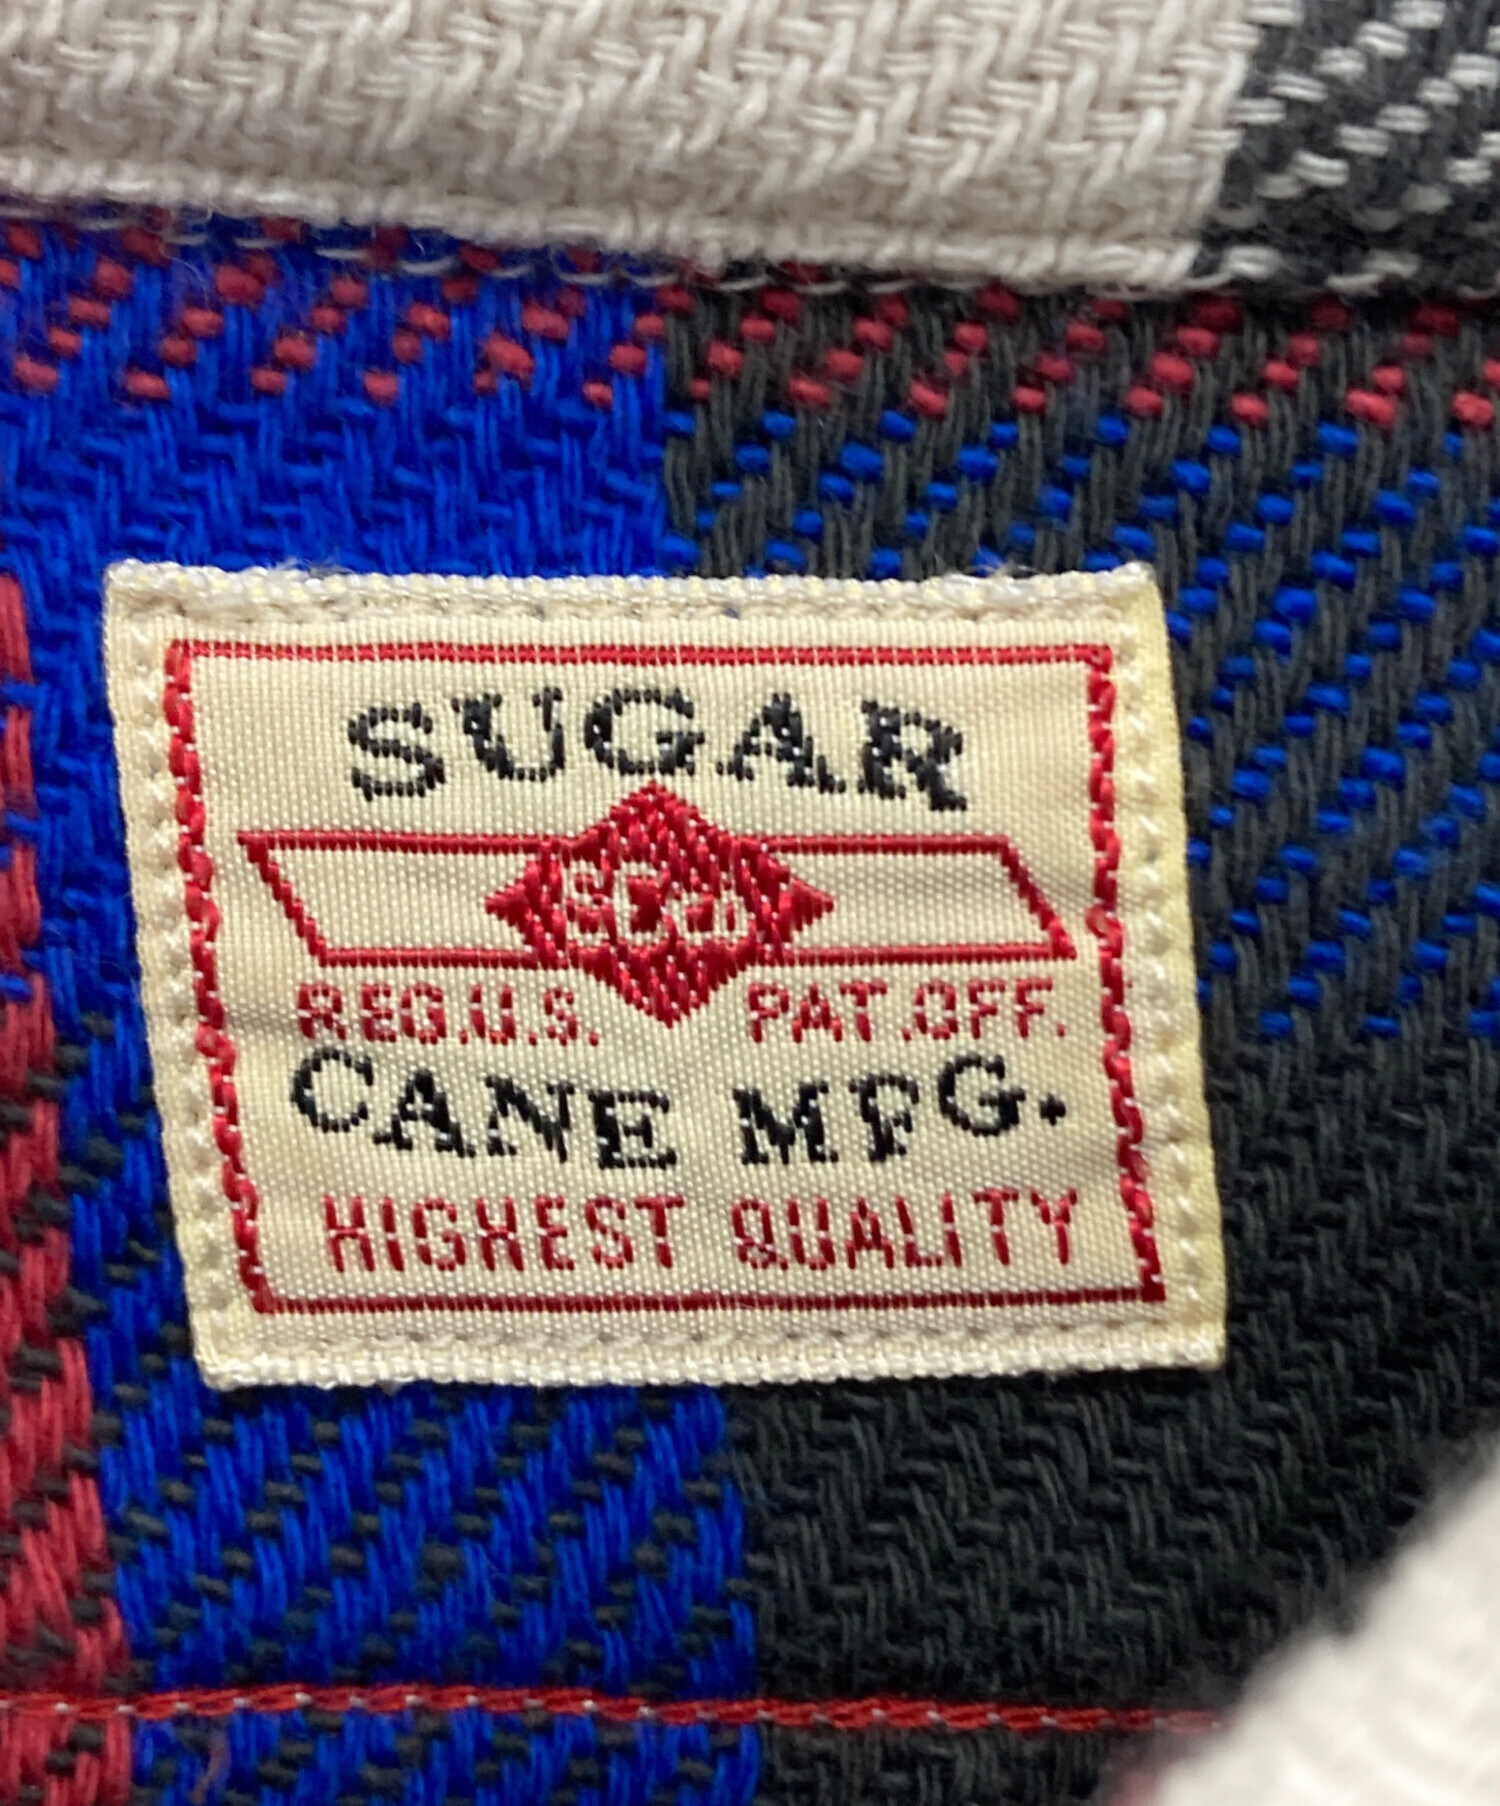 SUGAR
REG.U.S. PAT.OFF.
CANE MFG.
HIGHEST QUALITY